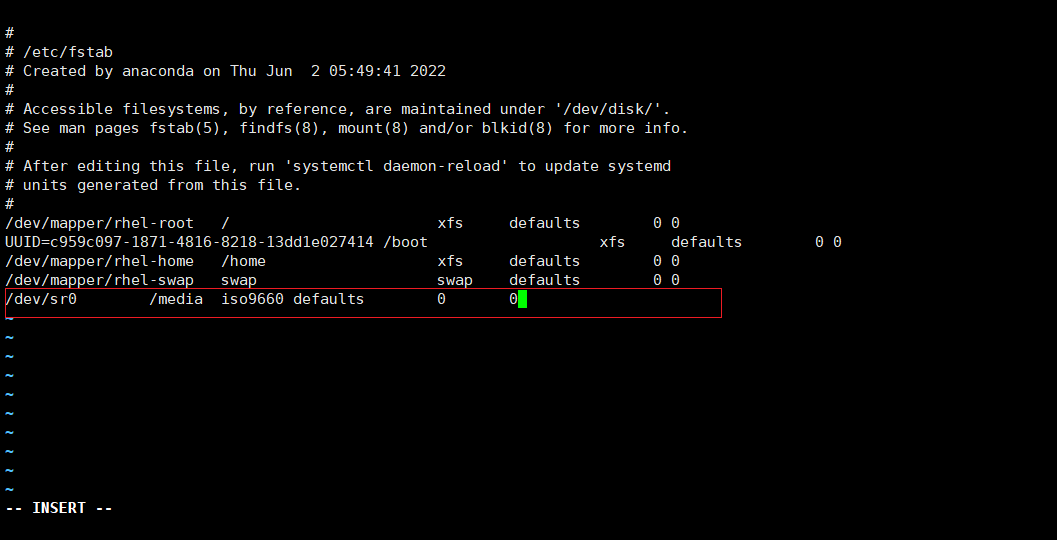 #
# /etc/fstab
# Created by anaconda on Thu Jun  2 05:49:41 2022
#
# Accessible filesystems, by reference, are maintained under '/dev/disk/'.
# See man pages fstab(5), findfs(8), mount(8) and/or blkid(8) for more info.
#
# After editing this file, run 'systemctl daemon-reload' to update systemd
# units generated from this file.
#
/dev/mapper/rhel-root   /                       xfs     defaults        0 0
UUID=c959c097-1871-4816-8218-13dd1e027414 /boot                   xfs     defaults        0 0
/dev/mapper/rhel-home   /home                   xfs     defaults        0 0
/dev/mapper/rhel-swap   swap                    swap    defaults        0 0
/dev/sr0        /media  iso9660 defaults        0       0
~
~
~
~
~
~
~
~
~
~
-- INSERT --